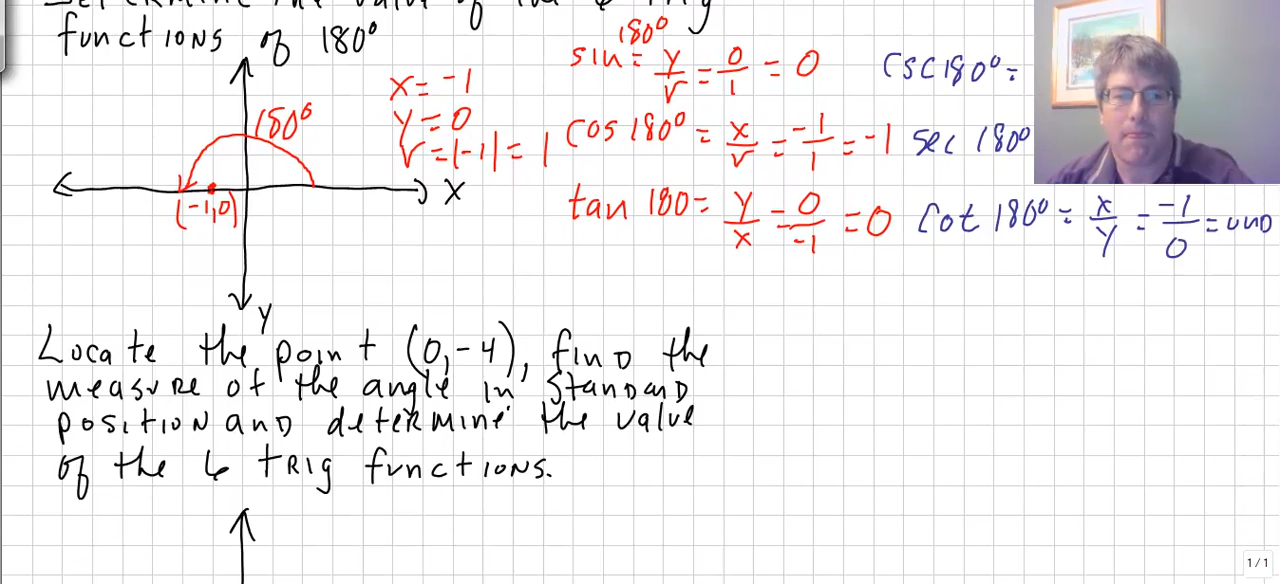 functions of 180°
180°
sin = y/r = 0/1 = 0
csc 180° =
x = -1
y = 0
r = |-1| = 1
180°
cos 180° = x/r = -1/1 = -1
sec 180°
x
(-1,0)
tan 180 = y/x = 0/-1 = 0
cot 180° = x/y = -1/0 = und
y
Locate the point (0,-4), find the
measure of the angle in standard
position and determine the value
of the 6 trig functions.
1/1